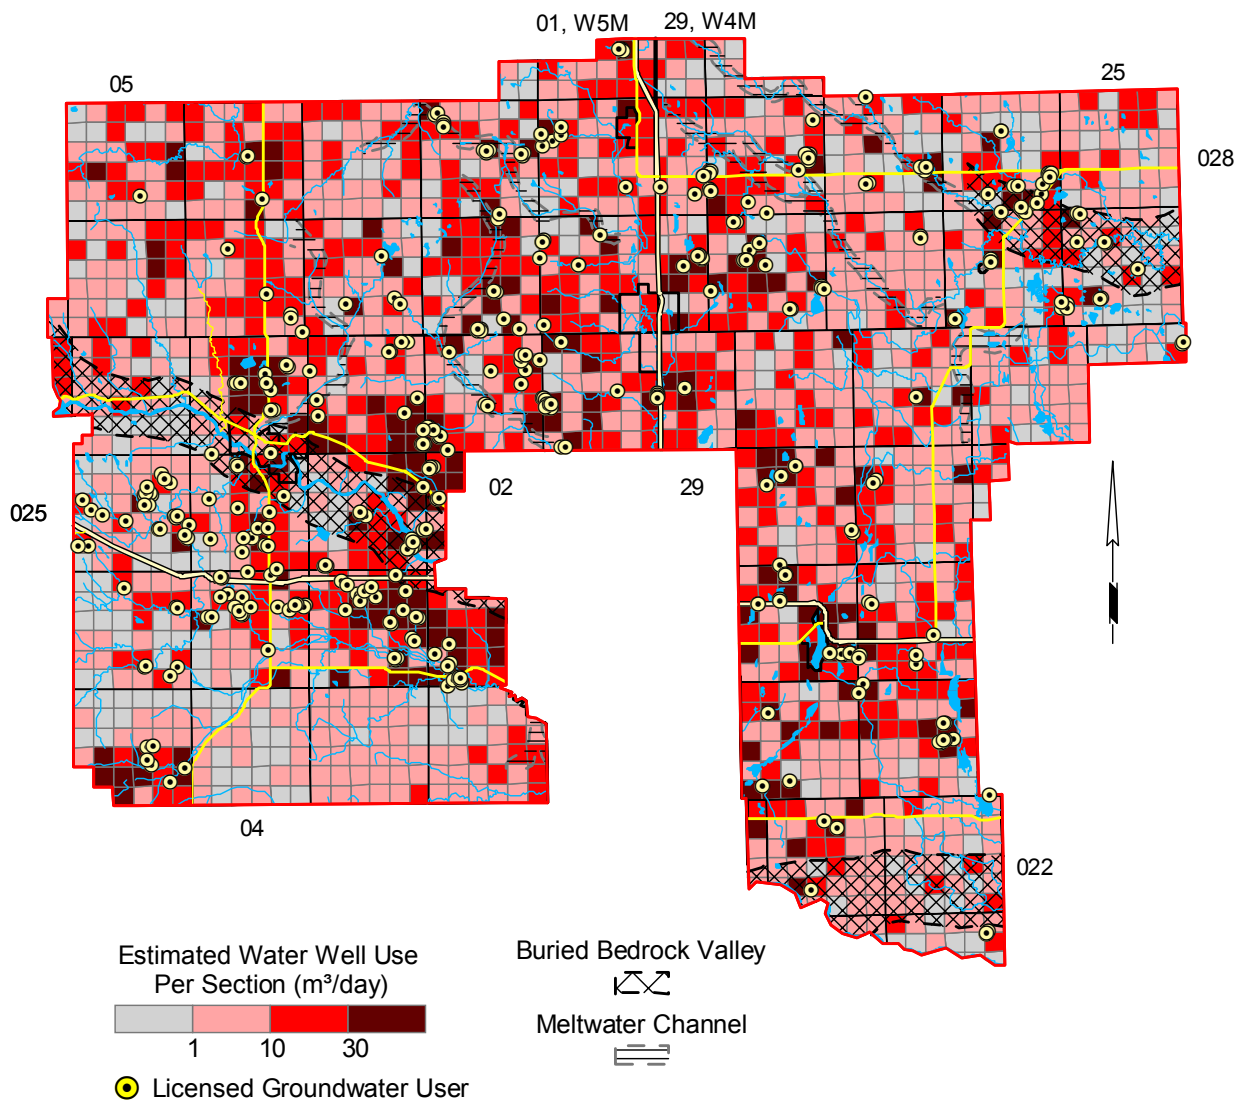 01, W5M
29, W4M
05
25
028
02
29
025
04
022
Estimated Water Well Use
Per Section (m³/day)
1
10
30
Licensed Groundwater User
Buried Bedrock Valley
Meltwater Channel